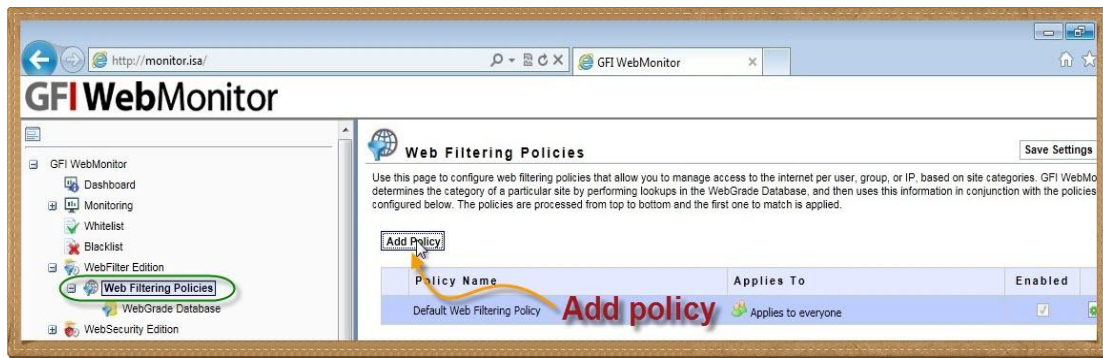 http://monitor.isa/
GFI WebMonitor
GFI WebMonitor
GFI WebMonitor
Dashboard
Monitoring
Whitelist
Blacklist
WebFilter Edition
Web Filtering Policies
WebGrade Database
WebSecurity Edition
Web Filtering Policies
Save Settings
Use this page to configure web filtering policies that allow you to manage access to the internet per user, group, or IP, based on site categories. GFI WebMo
determines the category of a particular site by performing lookups in the WebGrade Database, and then uses this information in conjunction with the policies
configured below. The policies are processed from top to bottom and the first one to match is applied.
Add Policy
Policy Name Applies To Enabled
Default Web Filtering Policy Applies to everyone
Add policy